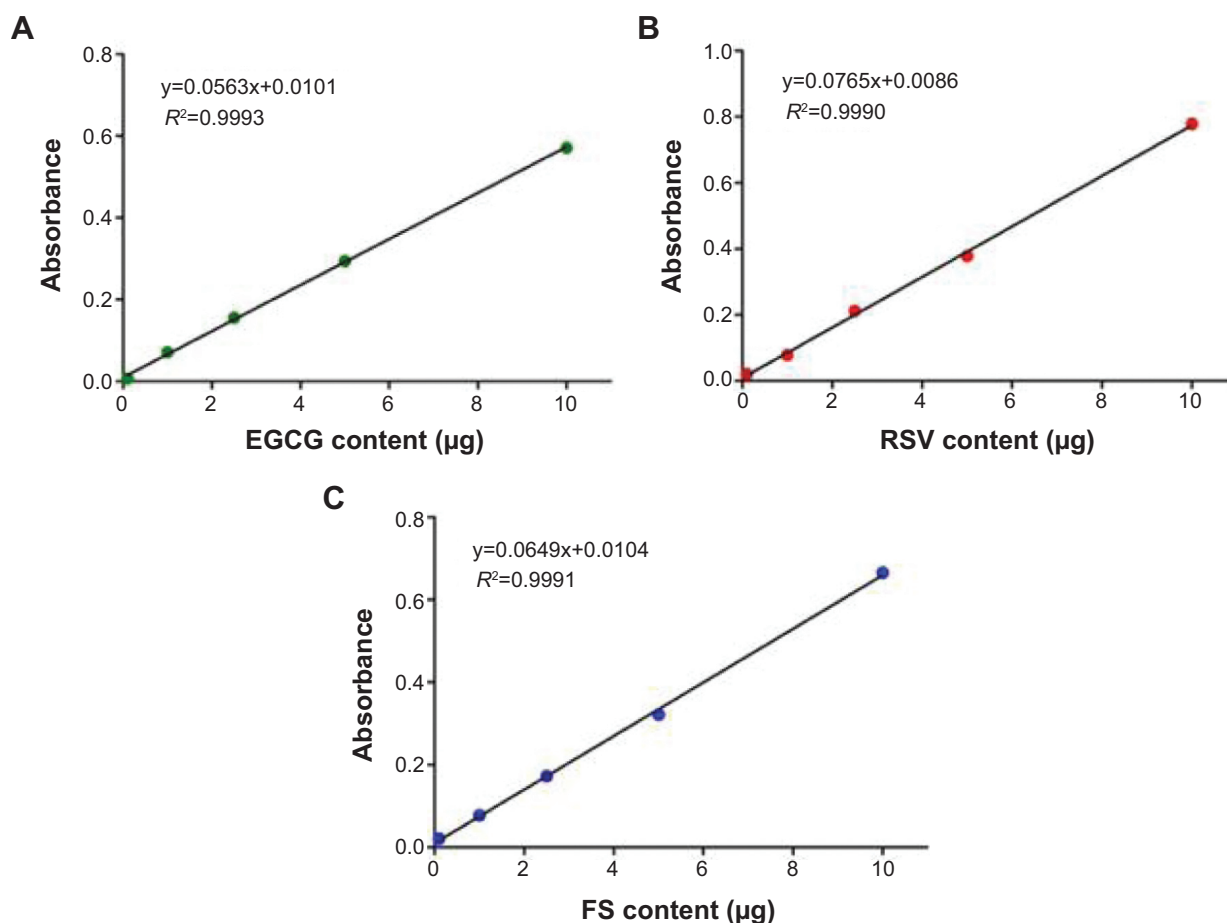 A
0.8
y=0.0563x+0.0101
R²=0.9993
0.6
0.4
0.2
0.0
Absorbance
0 2 4 6 8 10
EGCG content (µg)
B
1.0
y=0.0765x+0.0086
R²=0.9990
0.8
0.6
0.4
0.2
0.0
Absorbance
0 2 4 6 8 10
RSV content (µg)
C
0.8
y=0.0649x+0.0104
R²=0.9991
0.6
0.4
0.2
0.0
Absorbance
0 2 4 6 8 10
FS content (µg)